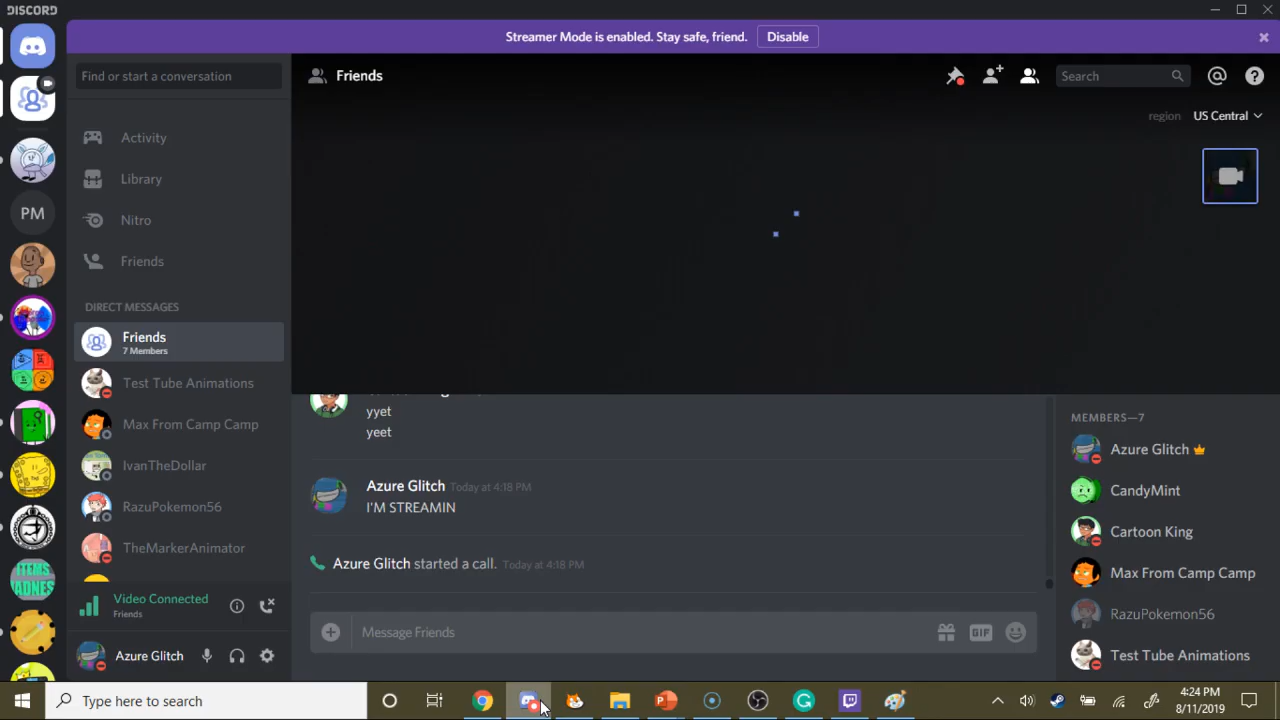 DISCORD
Streamer Mode is enabled. Stay safe, friend.
Disable
Find or start a conversation
Friends
Search
region
US Central
Activity
Library
Nitro
Friends
PM
DIRECT MESSAGES
Friends
7 Members
Test Tube Animations
Max From Camp Camp
IvanTheDollar
RazuPokemon56
TheMarkerAnimator
ITEMS
Video Connected
Friends
Azure Glitch
yyet
yeet
Azure Glitch Today at 4:18 PM
I'M STREAMIN
Azure Glitch started a call. Today at 4:18 PM
Message Friends
GIF
MEMBERS—7
Azure Glitch
CandyMint
Cartoon King
Max From Camp Camp
RazuPokemon56
Test Tube Animations
Type here to search
4:24 PM
8/11/2019